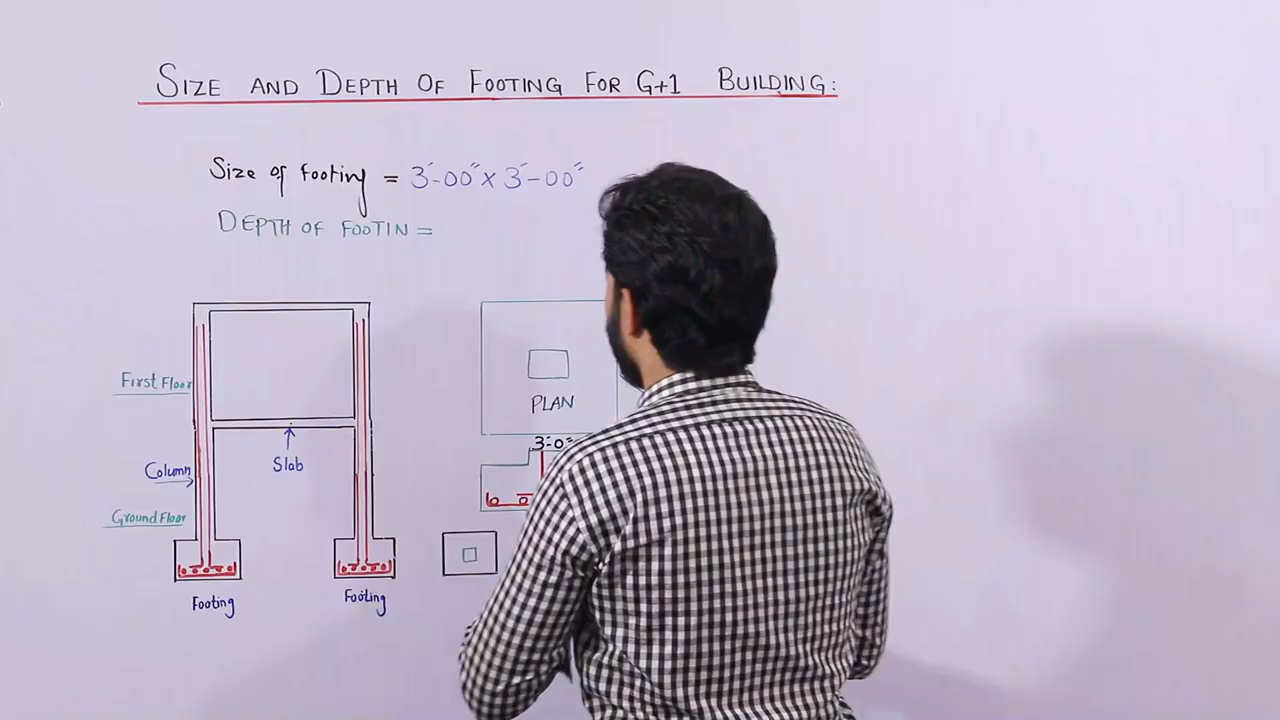 SIZE AND DEPTH OF FOOTING FOR G+1 BUILDING:
Size of footing = 3'-00" x 3'-00"
DEPTH OF FOOTIN =
First Floor
PLAN
3'-0"
Column
Slab
Ground Floor
Footing
Footing